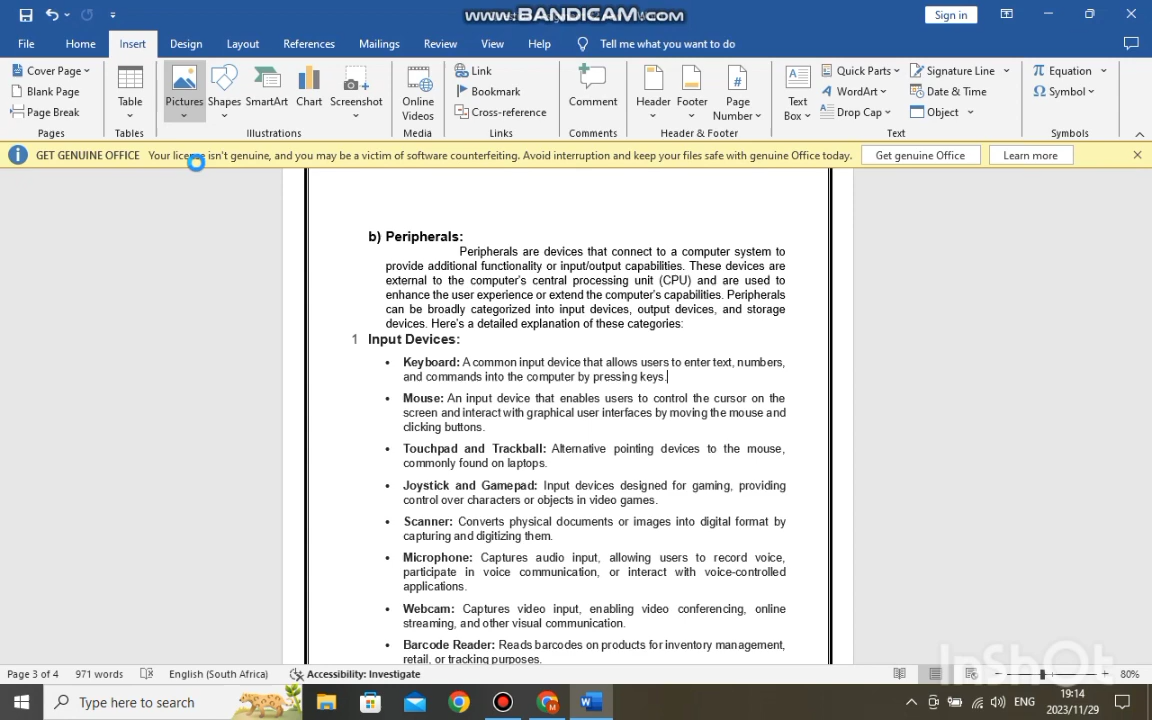 www.BANDICAM.com
Sign in
File Home Insert Design Layout References Mailings Review View Help Tell me what you want to do
Cover Page
Blank Page
Page Break
Table
Pictures
Shapes
SmartArt
Chart
Screenshot
Online Videos
Link
Bookmark
Cross-reference
Comment
Header
Footer
Page Number
Text Box
Quick Parts
WordArt
Drop Cap
Signature Line
Date & Time
Object
Equation
Symbol
Pages Tables Illustrations Media Links Comments Header & Footer Text Symbols
GET GENUINE OFFICE Your license isn't genuine, and you may be a victim of software counterfeiting. Avoid interruption and keep your files safe with genuine Office today. Get genuine Office Learn more
b) Peripherals:
Peripherals are devices that connect to a computer system to
provide additional functionality or input/output capabilities. These devices are
external to the computer's central processing unit (CPU) and are used to
enhance the user experience or extend the computer's capabilities. Peripherals
can be broadly categorized into input devices, output devices, and storage
devices. Here's a detailed explanation of these categories:
1 Input Devices:
• Keyboard: A common input device that allows users to enter text, numbers,
and commands into the computer by pressing keys.
• Mouse: An input device that enables users to control the cursor on the
screen and interact with graphical user interfaces by moving the mouse and
clicking buttons.
• Touchpad and Trackball: Alternative pointing devices to the mouse,
commonly found on laptops.
• Joystick and Gamepad: Input devices designed for gaming, providing
control over characters or objects in video games.
• Scanner: Converts physical documents or images into digital format by
capturing and digitizing them.
• Microphone: Captures audio input, allowing users to record voice,
participate in voice communication, or interact with voice-controlled
applications.
• Webcam: Captures video input, enabling video conferencing, online
streaming, and other visual communication.
• Barcode Reader: Reads barcodes on products for inventory management,
retail, or tracking purposes.
InShOt
Page 3 of 4 971 words English (South Africa) Accessibility: Investigate 80%
Type here to search
ENG
19:14
2023/11/29